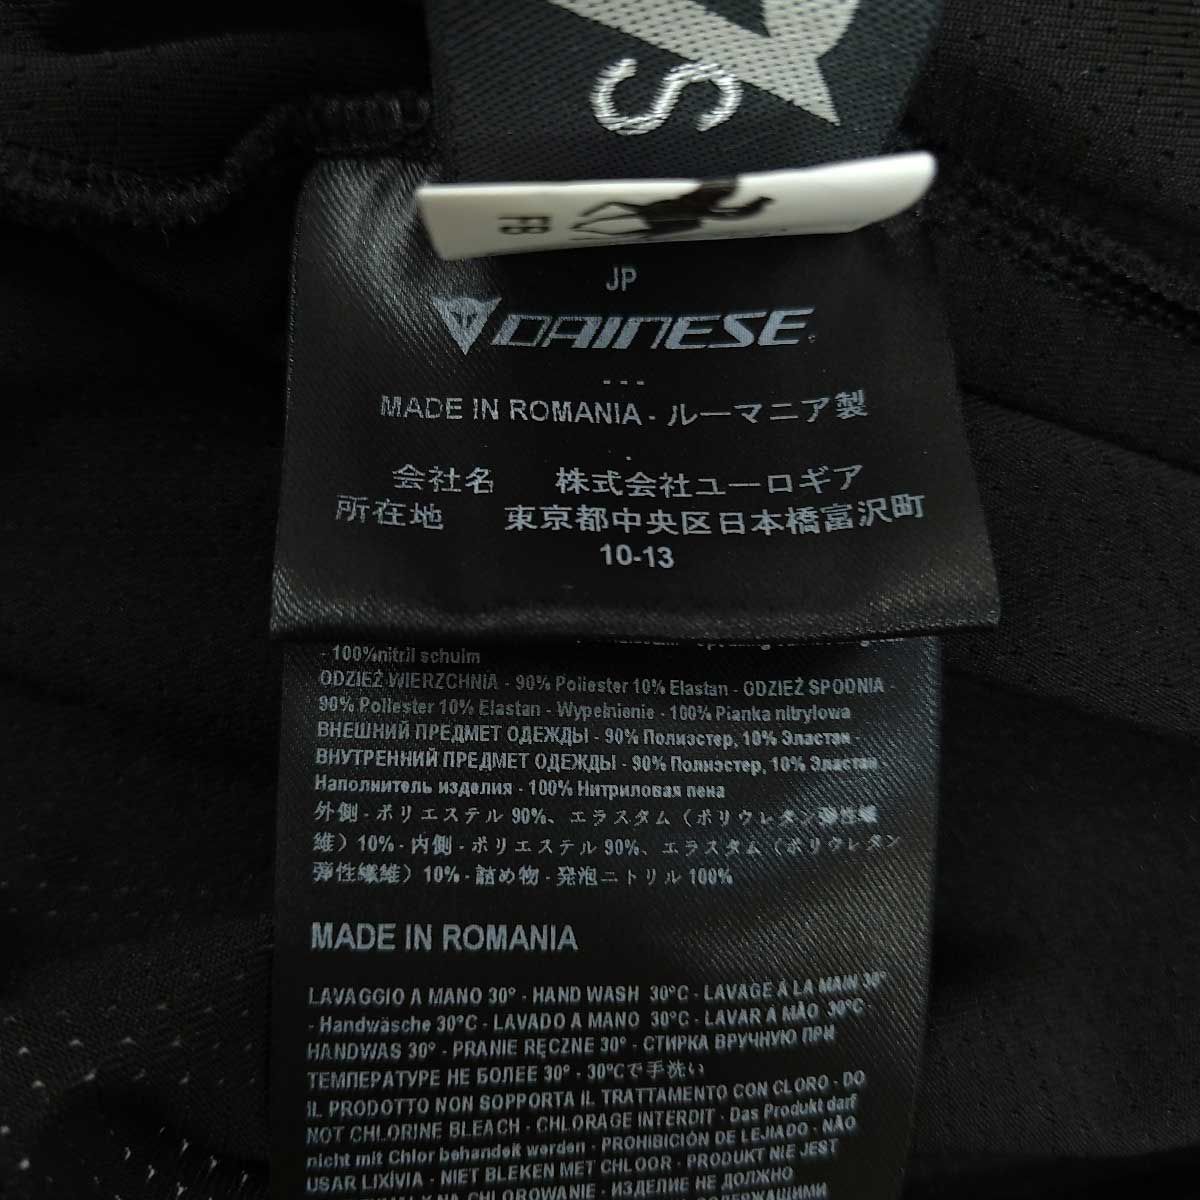 S
FB
JP
DAINESE
---
MADE IN ROMANIA - ルーマニア製
会社名 株式会社ユーロギア
所在地 東京都中央区日本橋富沢町
10-13
- 100%nitril schuim
ODZIEŻ WIERZCHNIA - 90% Poliester 10% Elastan - ODZIEŻ SPODNIA -
90% Poliester 10% Elastan - Wypełnienie - 100% Pianka nitrylowa
ВНЕШНИЙ ПРЕДМЕТ ОДЕЖДЫ - 90% Полиэстер, 10% Эластан -
ВНУТРЕННИЙ ПРЕДМЕТ ОДЕЖДЫ - 90% Полиэстер, 10% Эластан -
Наполнитель изделия - 100% Нитриловая пена
外側 - ポリエステル 90%、エラスタム（ポリウレタン弾性繊
維）10% - 内側 - ポリエステル 90%、エラスタム（ポリウレタン
弾性繊維）10% - 詰め物 - 発泡ニトリル 100%
MADE IN ROMANIA
LAVAGGIO A MANO 30° - HAND WASH 30°C - LAVAGE À LA MAIN 30°
- Handwäsche 30°C - LAVADO A MANO 30°C - LAVAR À MÃO 30°C -
HANDWAS 30° - PRANIE RĘCZNE 30° - СТИРКА ВРУЧНУЮ ПРИ
ТЕМПЕРАТУРЕ НЕ БОЛЕЕ 30° - 30°Cで手洗い
IL PRODOTTO NON SOPPORTA IL TRATTAMENTO CON CLORO - DO
NOT CHLORINE BLEACH - CHLORAGE INTERDIT - Das Produkt darf
nicht mit Chlor behandelt werden - PROHIBICIÓN DE LEJIADO - NÃO
USAR LIXÍVIA - NIET BLEKEN MET CHLOOR - PRODUKT NIE JEST
NA CHLOROWANIE - ИЗДЕЛИЕ НЕ ДОЛЖНО